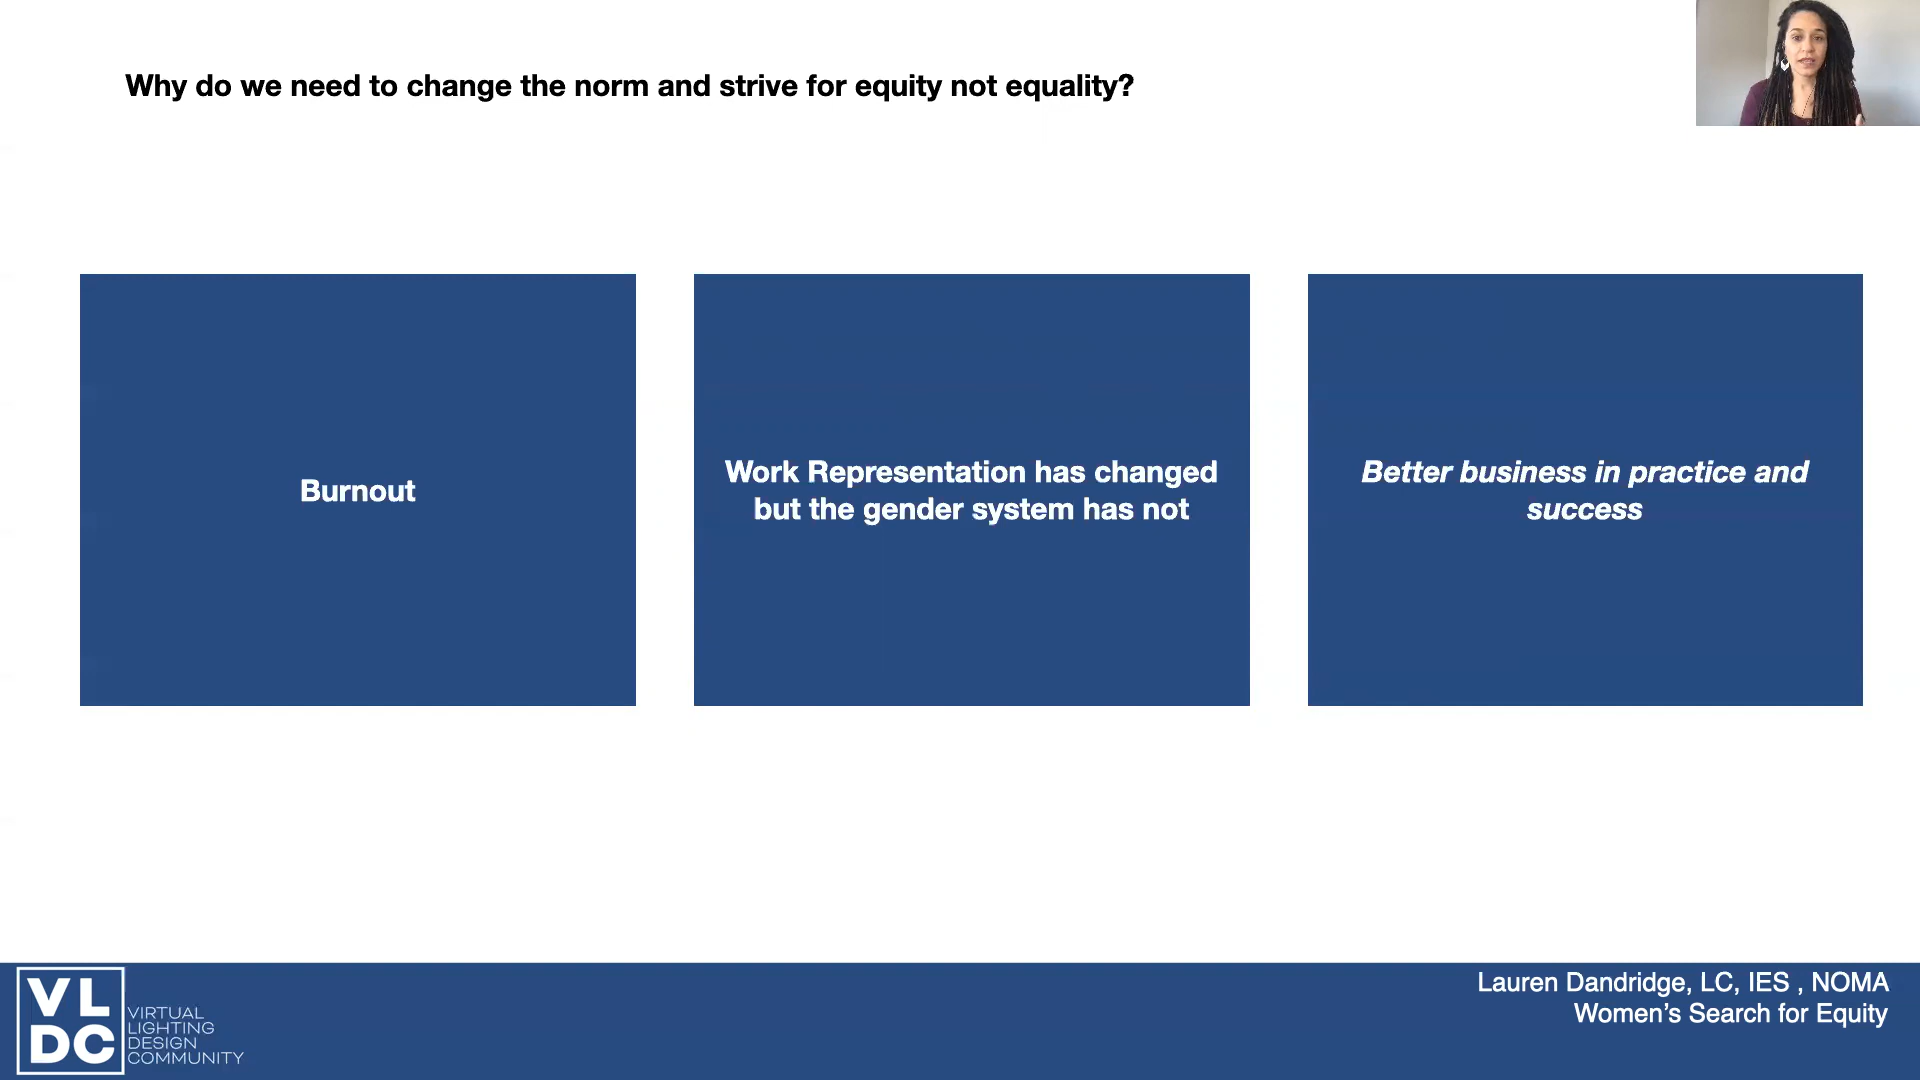 Why do we need to change the norm and strive for equity not equality?
Burnout
Work Representation has changed
but the gender system has not
Better business in practice and
success
VL
DC
VIRTUAL
LIGHTING
DESIGN
COMMUNITY
Lauren Dandridge, LC, IES , NOMA
Women’s Search for Equity